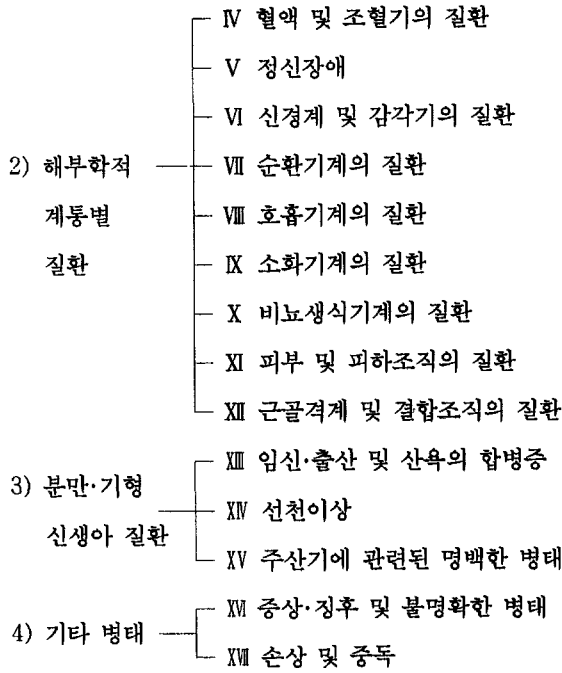 Ⅳ 혈액 및 조혈기의 질환
Ⅴ 정신장애
Ⅵ 신경계 및 감각기의 질환
2) 해부학적
Ⅶ 순환기계의 질환
계통별
Ⅷ 호흡기계의 질환
질환
Ⅸ 소화기계의 질환
Ⅹ 비뇨생식기계의 질환
Ⅺ 피부 및 피하조직의 질환
Ⅻ 근골격계 및 결합조직의 질환
3) 분만·기형
XIII 임신·출산 및 산욕의 합병증
XIV 선천이상
신생아 질환
XV 주산기에 관련된 명백한 병태
4) 기타 병태
XVI 증상·징후 및 불명확한 병태
XVII 손상 및 중독